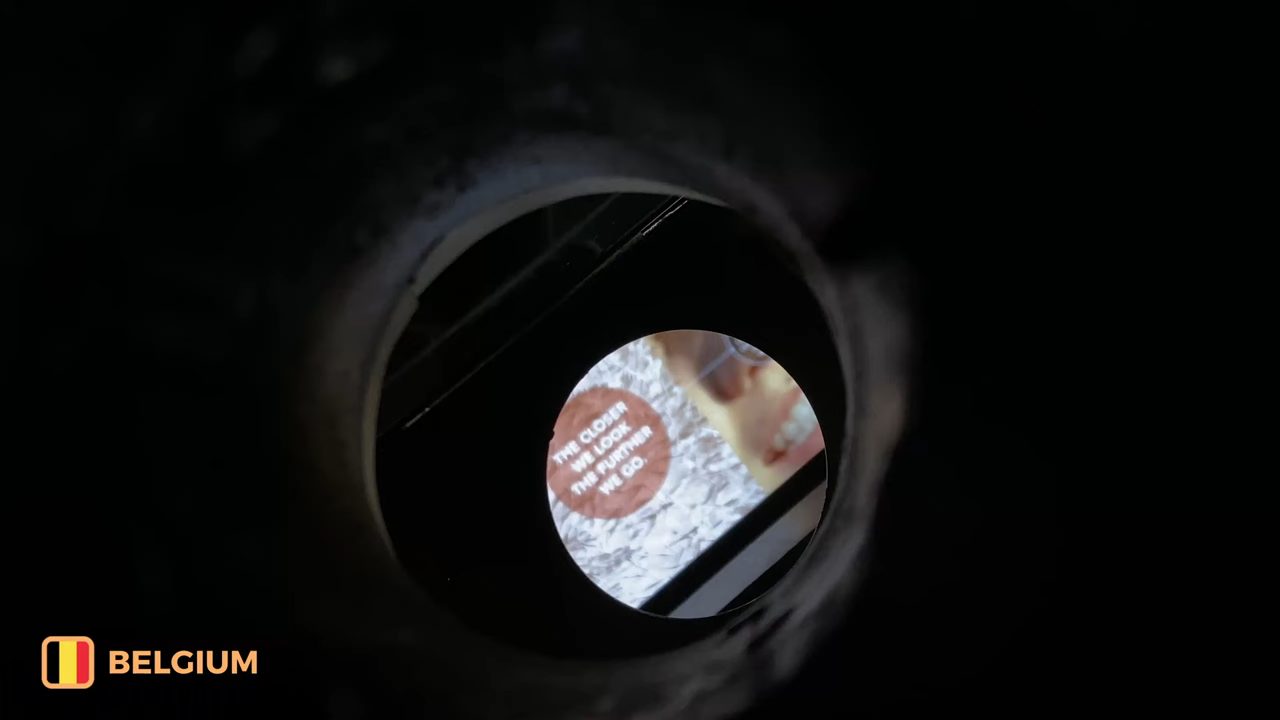 THE CLOSER
WE LOOK
THE FURTHER
WE GO.
BELGIUM